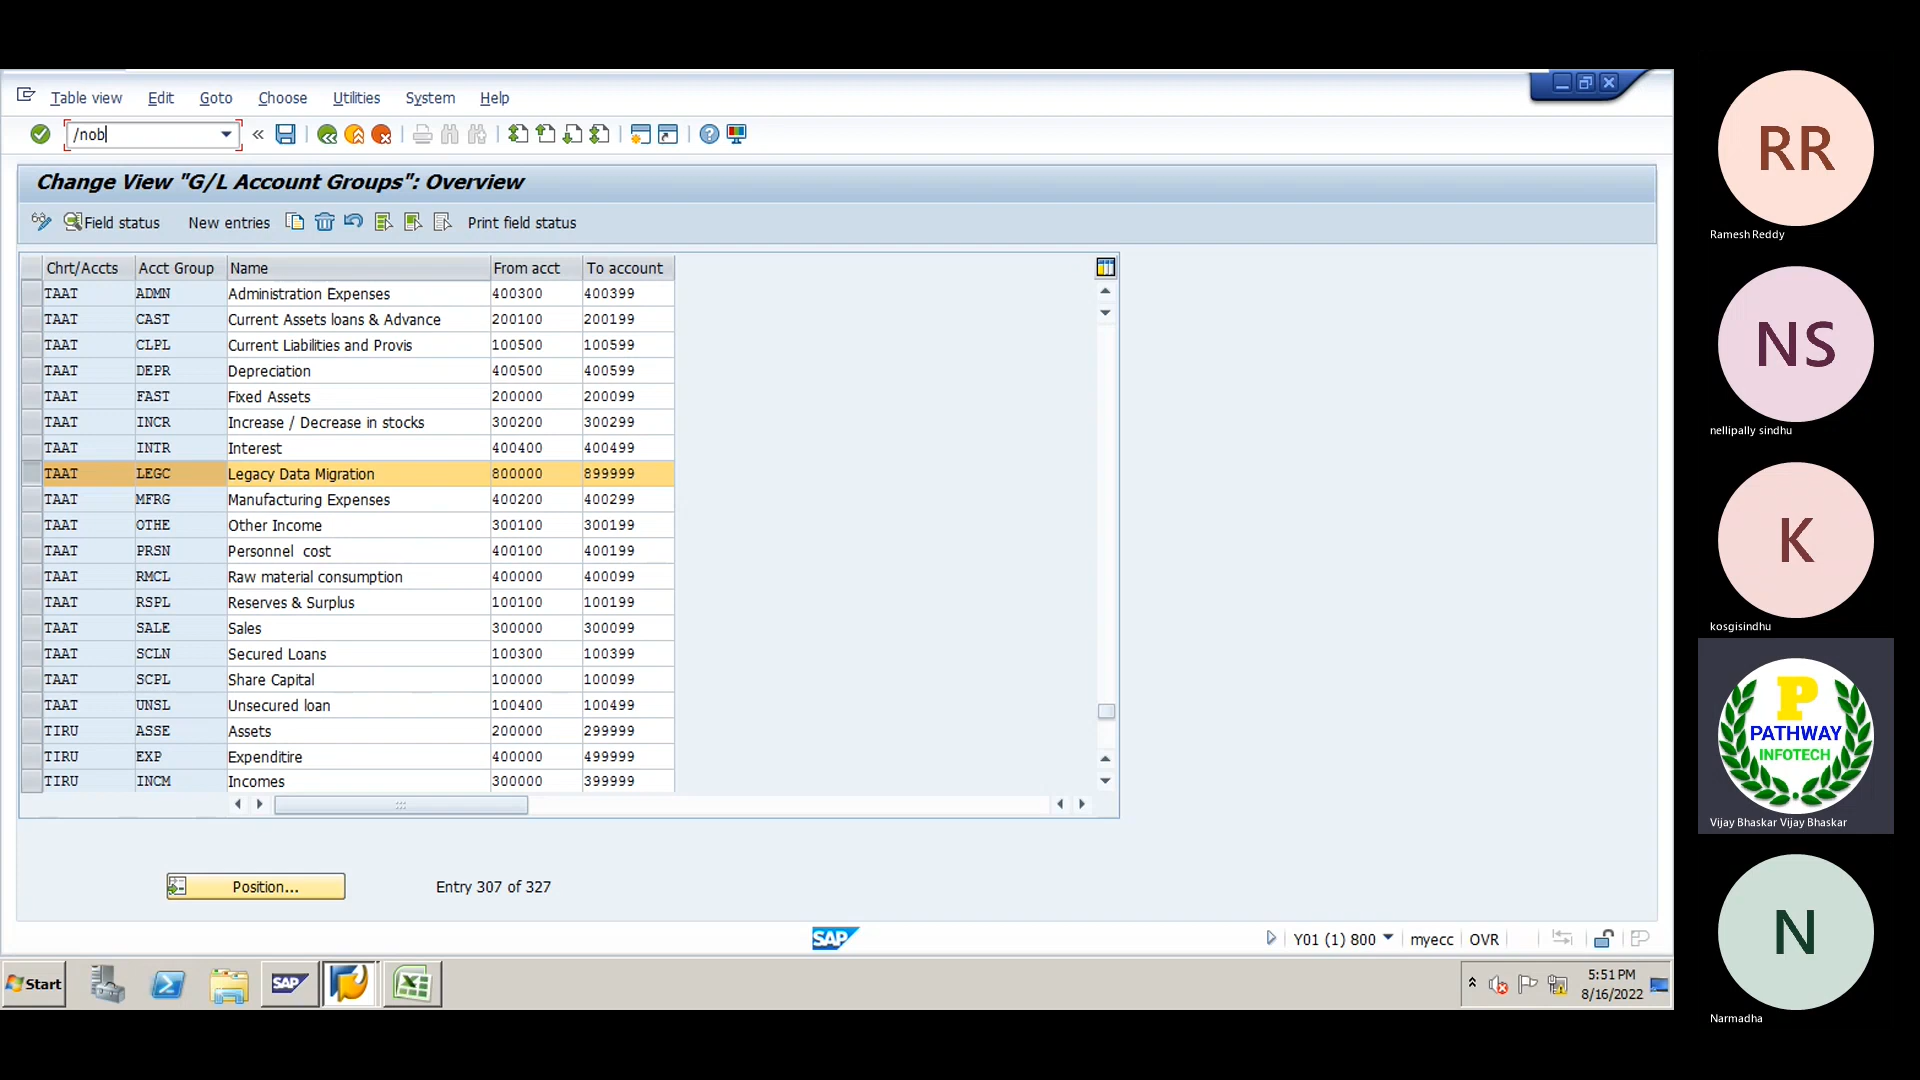 Table view Edit Goto Choose Utilities System Help
/nob
Change View "G/L Account Groups": Overview
Field status New entries Print field status
Chrt/Accts Acct Group Name From acct To account
TAAT ADMN Administration Expenses 400300 400399
TAAT CAST Current Assets loans & Advance 200100 200199
TAAT CLPL Current Liabilities and Provis 100500 100599
TAAT DEPR Depreciation 400500 400599
TAAT FAST Fixed Assets 200000 200099
TAAT INCR Increase / Decrease in stocks 300200 300299
TAAT INTR Interest 400400 400499
TAAT LEGC Legacy Data Migration 800000 899999
TAAT MFRG Manufacturing Expenses 400200 400299
TAAT OTHE Other Income 300100 300199
TAAT PRSN Personnel cost 400100 400199
TAAT RMCL Raw material consumption 400000 400099
TAAT RSPL Reserves & Surplus 100100 100199
TAAT SALE Sales 300000 300099
TAAT SCLN Secured Loans 100300 100399
TAAT SCPL Share Capital 100000 100099
TAAT UNSL Unsecured loan 100400 100499
TIRU ASSE Assets 200000 299999
TIRU EXP Expenditire 400000 499999
TIRU INCM Incomes 300000 399999
Position... Entry 307 of 327
SAP Y01 (1) 800 myecc OVR
Start SAP 5:51 PM
8/16/2022
RR
Ramesh Reddy
NS
nellipally sindhu
K
kosgisindhu
P
PATHWAY
INFOTECH
Vijay Bhaskar Vijay Bhaskar
N
Narmadha